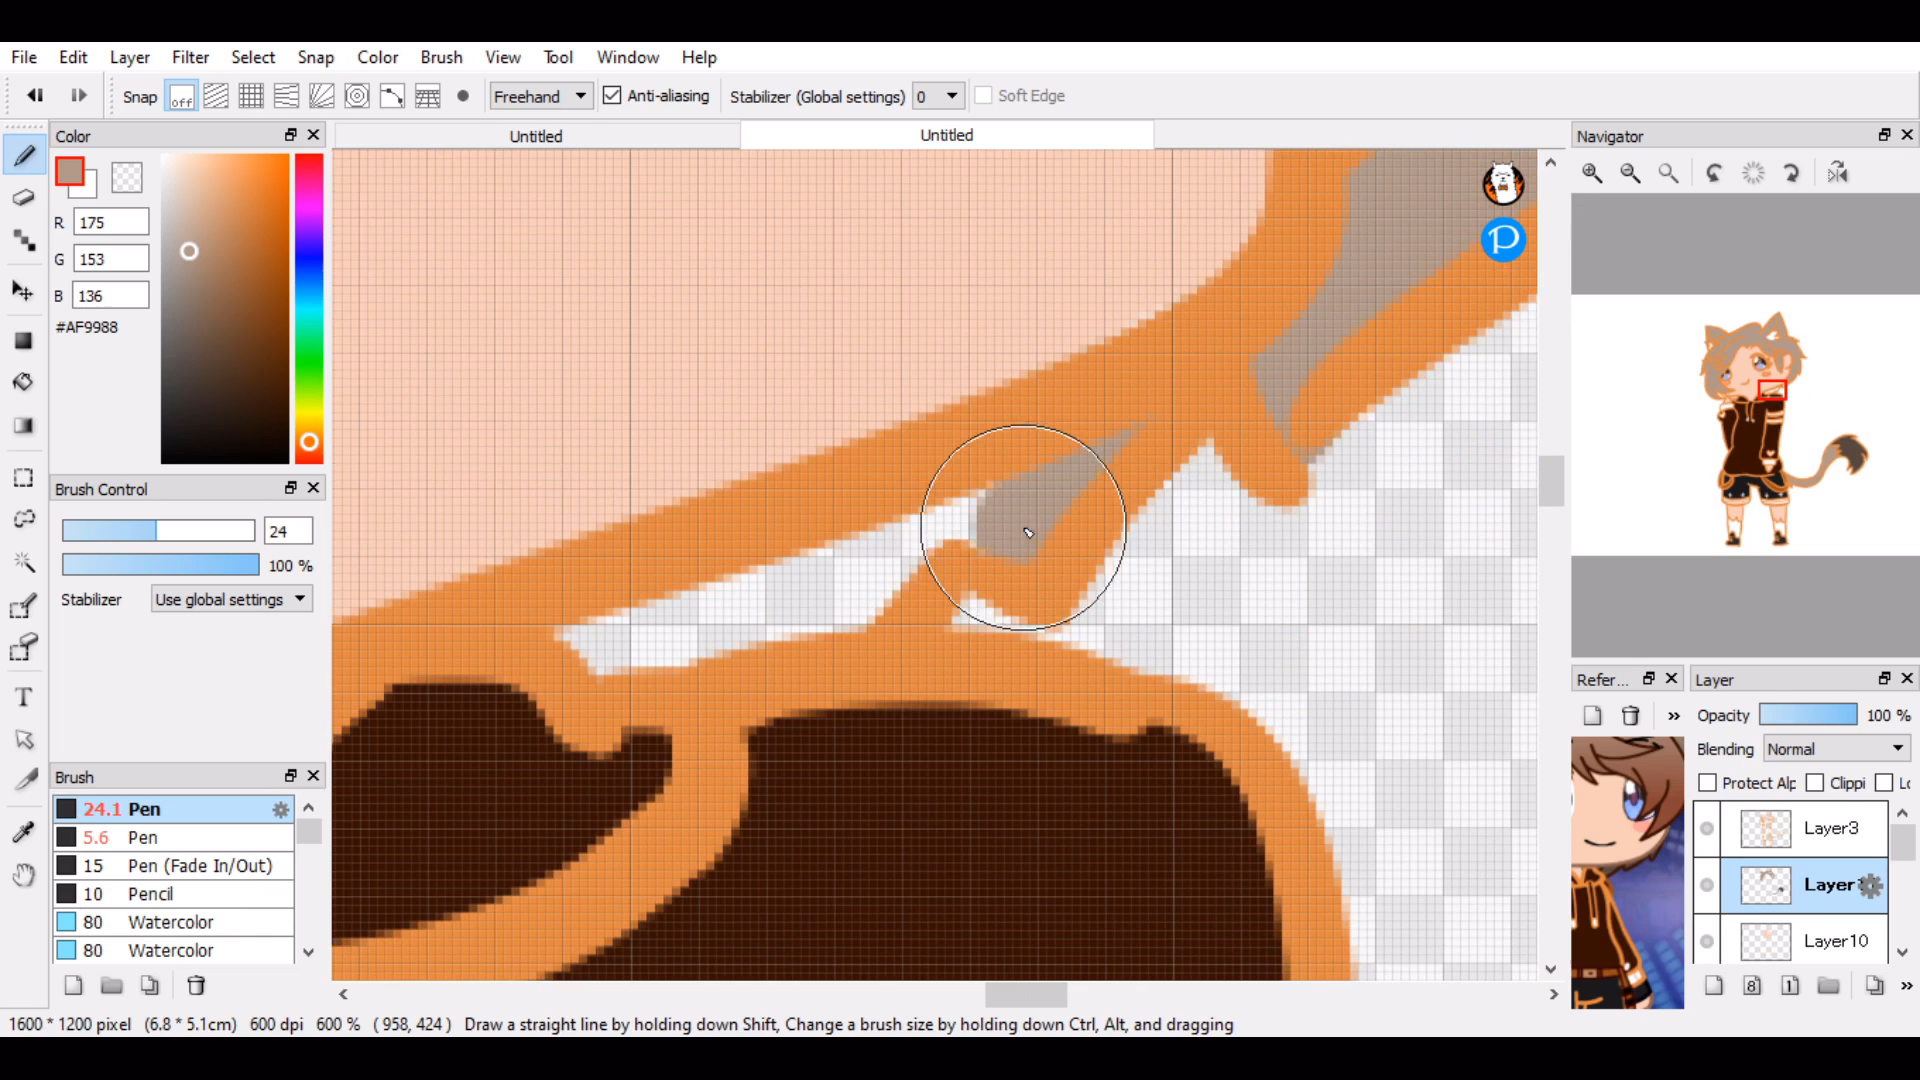 File Edit Layer Filter Select Snap Color Brush View Tool Window Help
Snap off Freehand Anti-aliasing Stabilizer (Global settings) 0 Soft Edge
Color
Untitled
Untitled
Navigator
R 175
G 153
B 136
#AF9988
Brush Control
24
100 %
Stabilizer Use global settings
Brush
24.1 Pen
5.6 Pen
15 Pen (Fade In/Out)
10 Pencil
80 Watercolor
80 Watercolor
P
Refer...
Layer
Opacity 100 %
Blending Normal
Protect Alp Clippi Lo
Layer3
Layer
Layer10
8 1
1600 * 1200 pixel (6.8 * 5.1cm) 600 dpi 600 % ( 958, 424 ) Draw a straight line by holding down Shift, Change a brush size by holding down Ctrl, Alt, and dragging